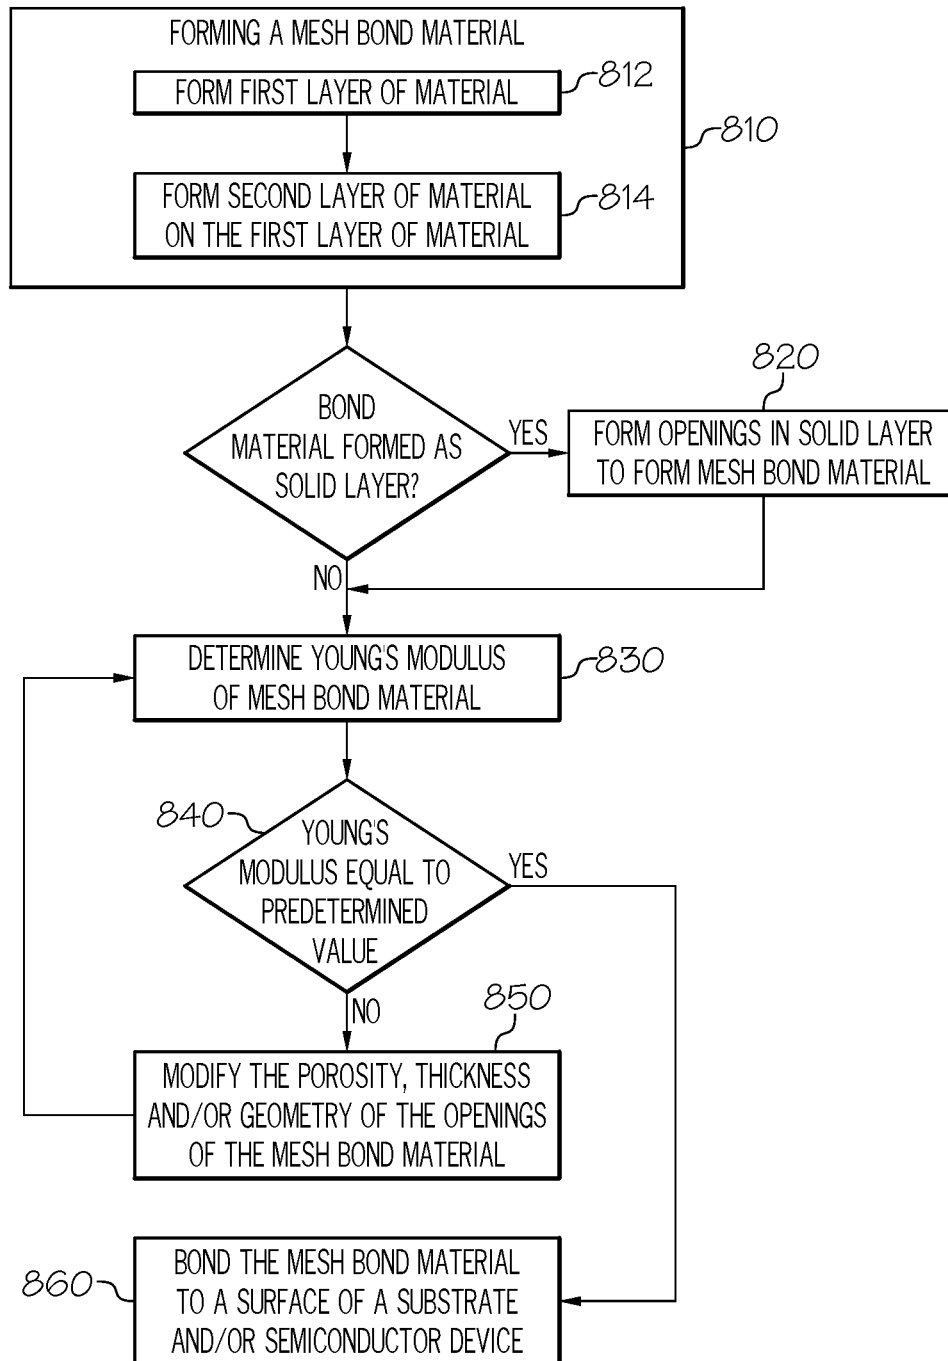 FORMING A MESH BOND MATERIAL
FORM FIRST LAYER OF MATERIAL
812
810
FORM SECOND LAYER OF MATERIAL
ON THE FIRST LAYER OF MATERIAL
814
BOND
MATERIAL FORMED AS
SOLID LAYER?
YES
820
FORM OPENINGS IN SOLID LAYER
TO FORM MESH BOND MATERIAL
NO
DETERMINE YOUNG'S MODULUS
OF MESH BOND MATERIAL
830
840
YOUNG'S
MODULUS EQUAL TO
PREDETERMINED
VALUE
YES
NO
850
MODIFY THE POROSITY, THICKNESS
AND/OR GEOMETRY OF THE OPENINGS
OF THE MESH BOND MATERIAL
860
BOND THE MESH BOND MATERIAL
TO A SURFACE OF A SUBSTRATE
AND/OR SEMICONDUCTOR DEVICE